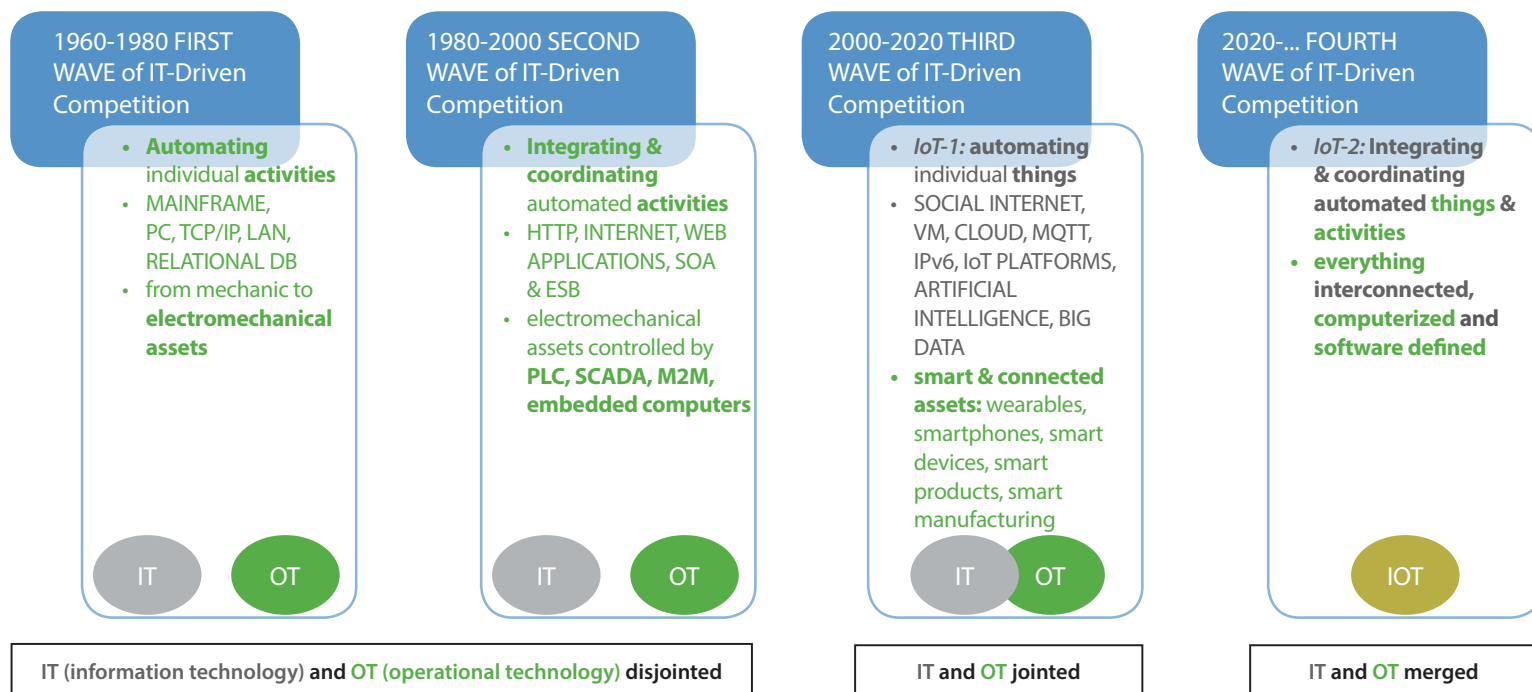 1960-1980 FIRST
WAVE of IT-Driven
Competition
• Automating
individual activities
• MAINFRAME,
PC, TCP/IP, LAN,
RELATIONAL DB
• from mechanic to
electromechanical
assets
IT
OT
1980-2000 SECOND
WAVE of IT-Driven
Competition
• Integrating &
coordinating
automated activities
• HTTP, INTERNET, WEB
APPLICATIONS, SOA
& ESB
• electromechanical
assets controlled by
PLC, SCADA, M2M,
embedded computers
IT
OT
IT (information technology) and OT (operational technology) disjointed
2000-2020 THIRD
WAVE of IT-Driven
Competition
• IoT-1: automating
individual things
• SOCIAL INTERNET,
VM, CLOUD, MQTT,
IPv6, IoT PLATFORMS,
ARTIFICIAL
INTELLIGENCE, BIG
DATA
• smart & connected
assets: wearables,
smartphones, smart
devices, smart
products, smart
manufacturing
IT
OT
IT and OT jointed
2020-... FOURTH
WAVE of IT-Driven
Competition
• IoT-2: Integrating
& coordinating
automated things &
activities
• everything
interconnected,
computerized and
software defined
IOT
IT and OT merged